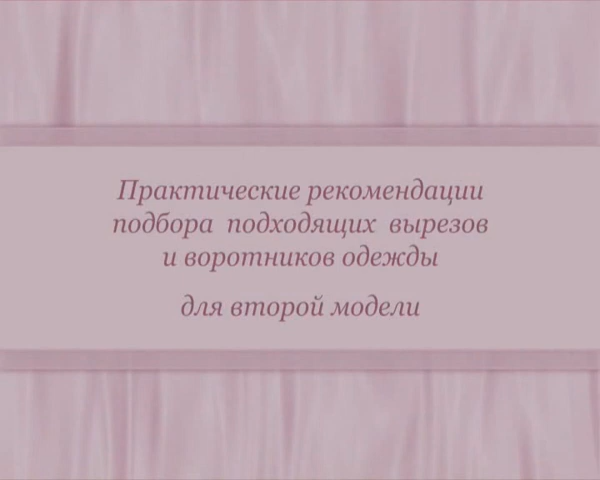 Практические рекомендации
подбора подходящих вырезов
и воротников одежды
для второй модели